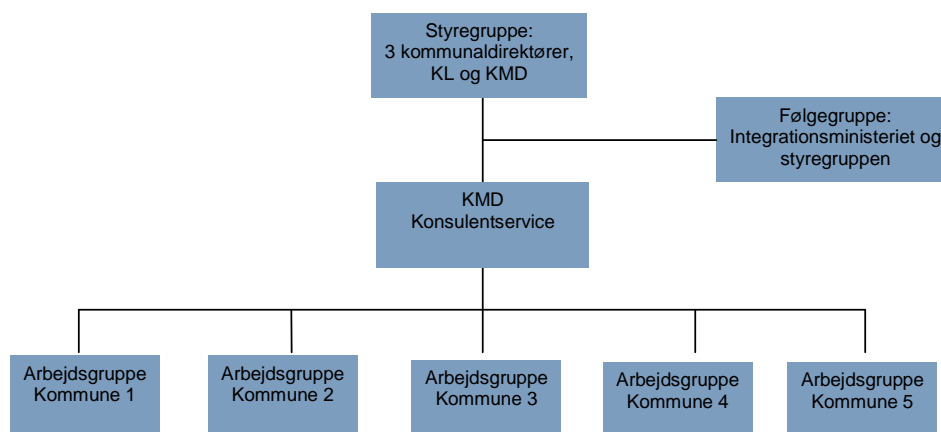 Styregruppe:
3 kommunaldirektører,
KL og KMD
Følgegruppe:
Integrationsministeriet og
styregruppen
KMD
Konsulentservice
Arbejdsgruppe
Kommune 1
Arbejdsgruppe
Kommune 2
Arbejdsgruppe
Kommune 3
Arbejdsgruppe
Kommune 4
Arbejdsgruppe
Kommune 5